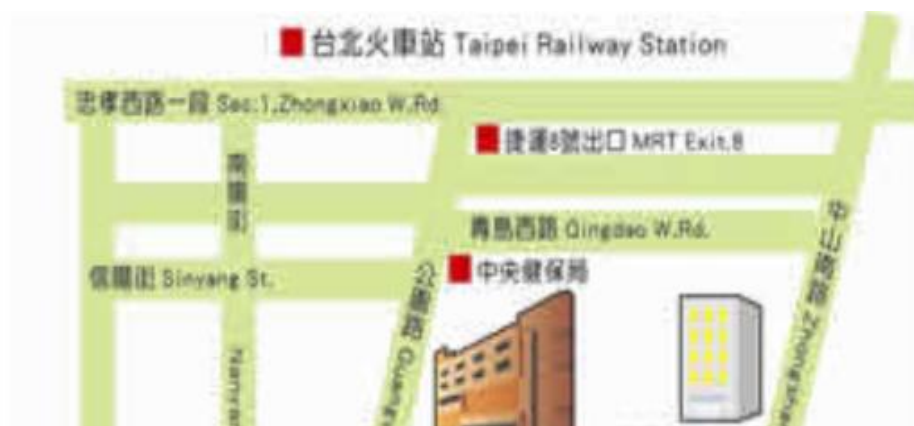 台北火車站 Taipei Railway Station
忠孝西路一段 Sec.1,Zhongxiao W.Rd.
捷運8號出口 MRT Exit.8
南陽街
青島西路 Qingdao W.Rd.
中央健保局
信陽街 Sinyang St.
公園路
中山南路